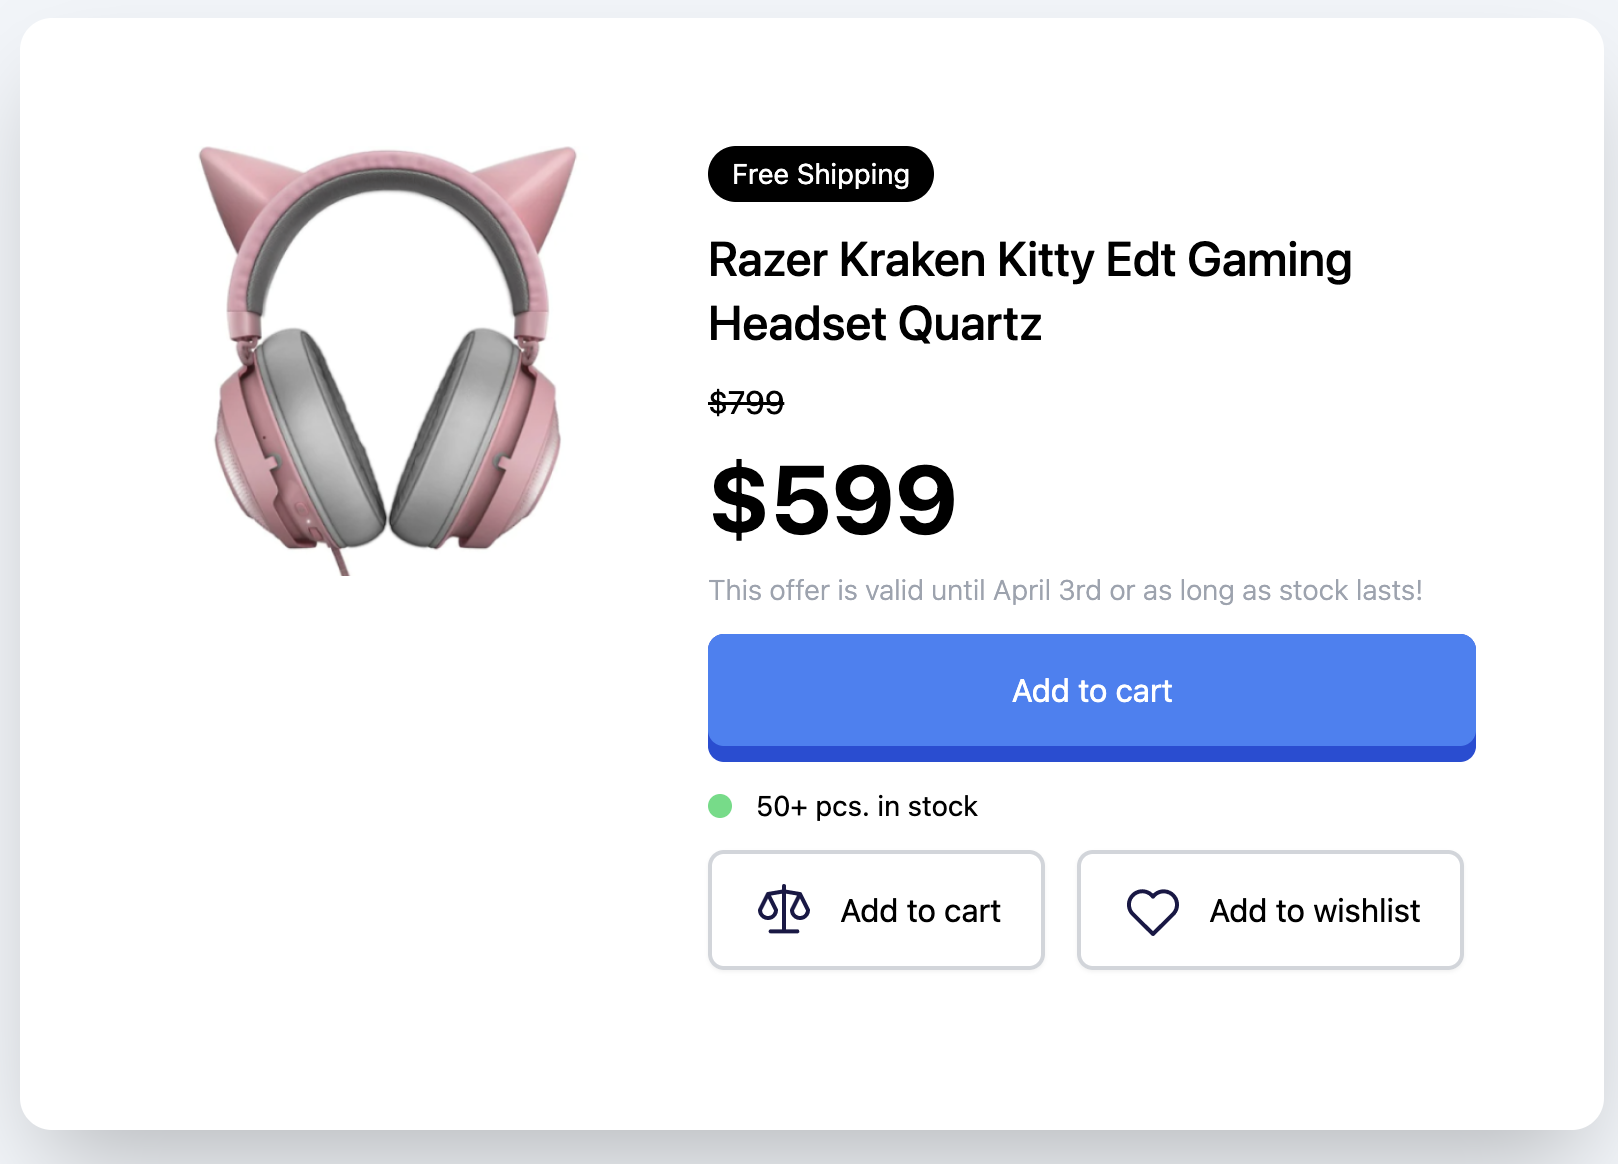 Free Shipping
Razer Kraken Kitty Edt Gaming
Headset Quartz
$799
$599
This offer is valid until April 3rd or as long as stock lasts!
Add to cart
50+ pcs. in stock
Add to cart
Add to wishlist